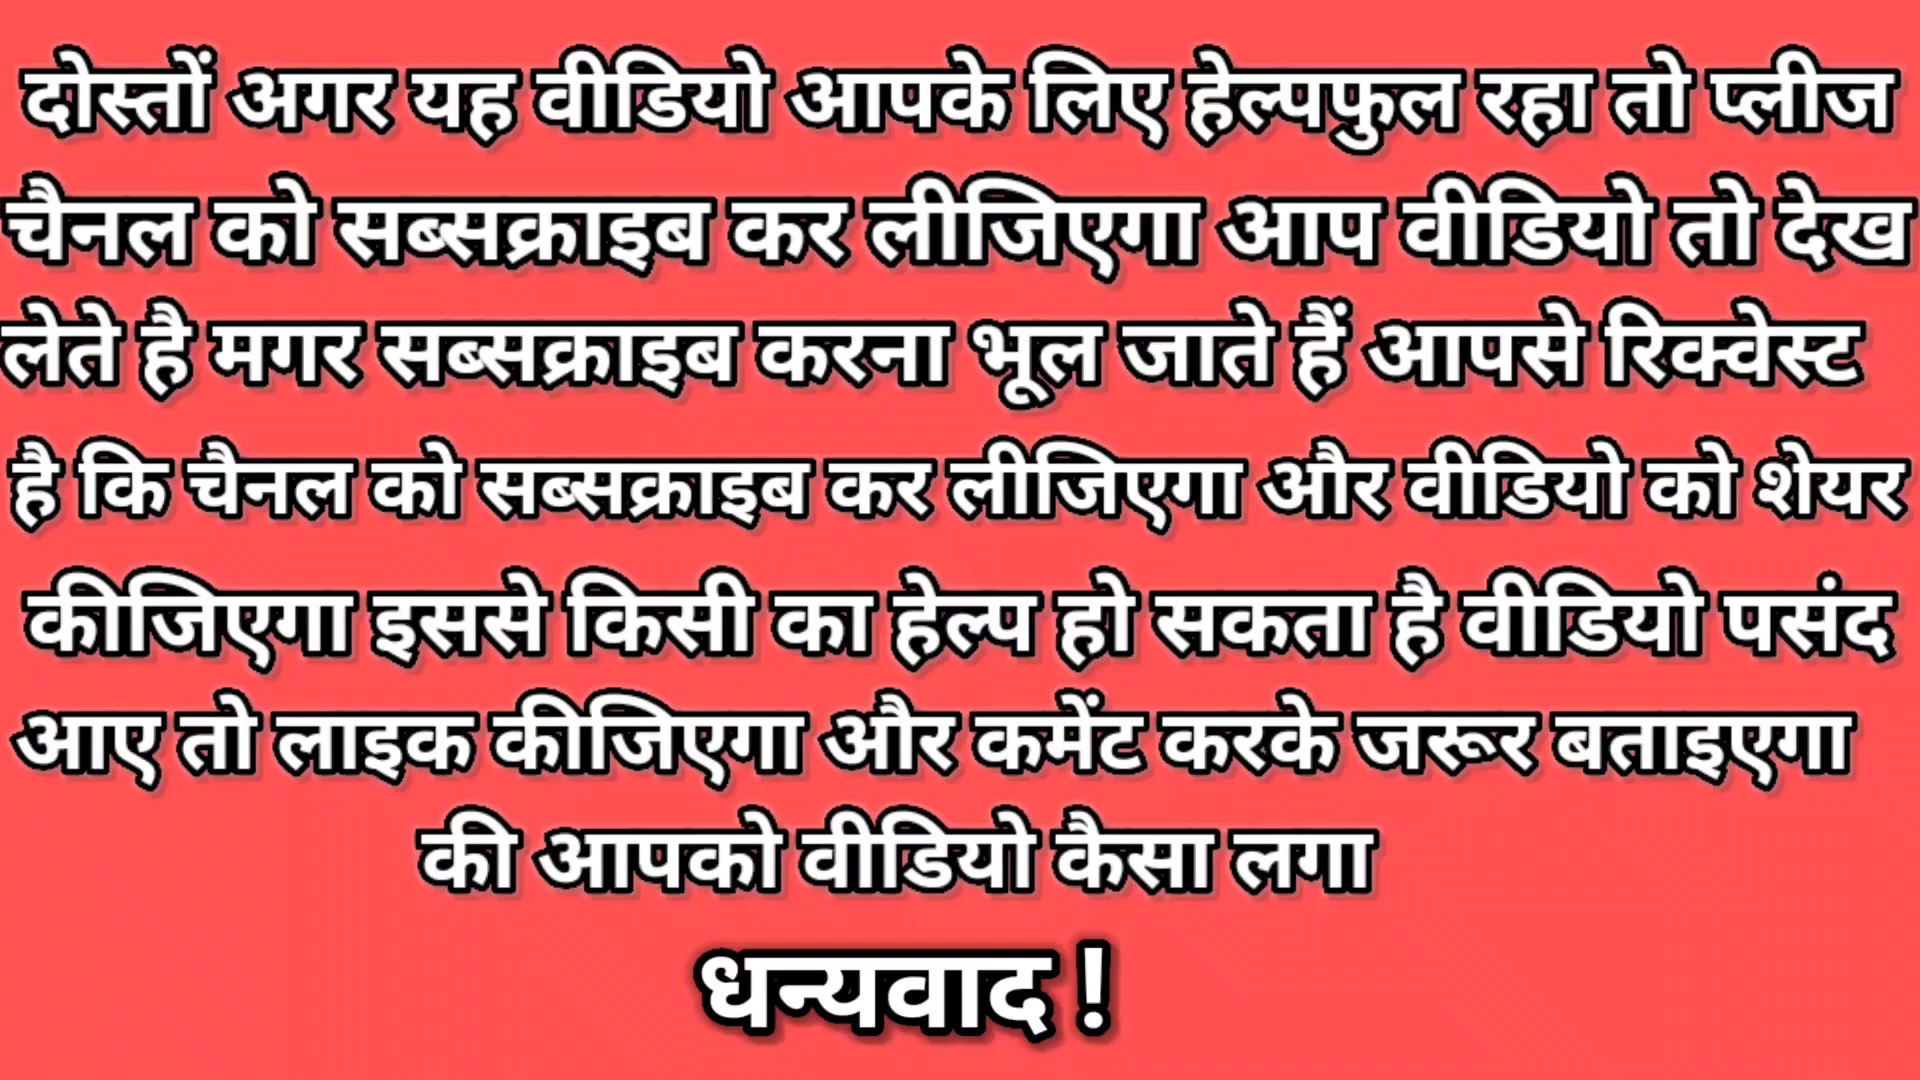 दोस्तों अगर यह वीडियो आपके लिए हेल्पफुल रहा तो प्लीज
चैनल को सब्सक्राइब कर लीजिएगा आप वीडियो तो देख
लेते है मगर सब्सक्राइब करना भूल जाते हैं आपसे रिक्वेस्ट
है कि चैनल को सब्सक्राइब कर लीजिएगा और वीडियो को शेयर
कीजिएगा इससे किसी का हेल्प हो सकता है वीडियो पसंद
आए तो लाइक कीजिएगा और कमेंट करके जरूर बताइएगा
की आपको वीडियो कैसा लगा
धन्यवाद !